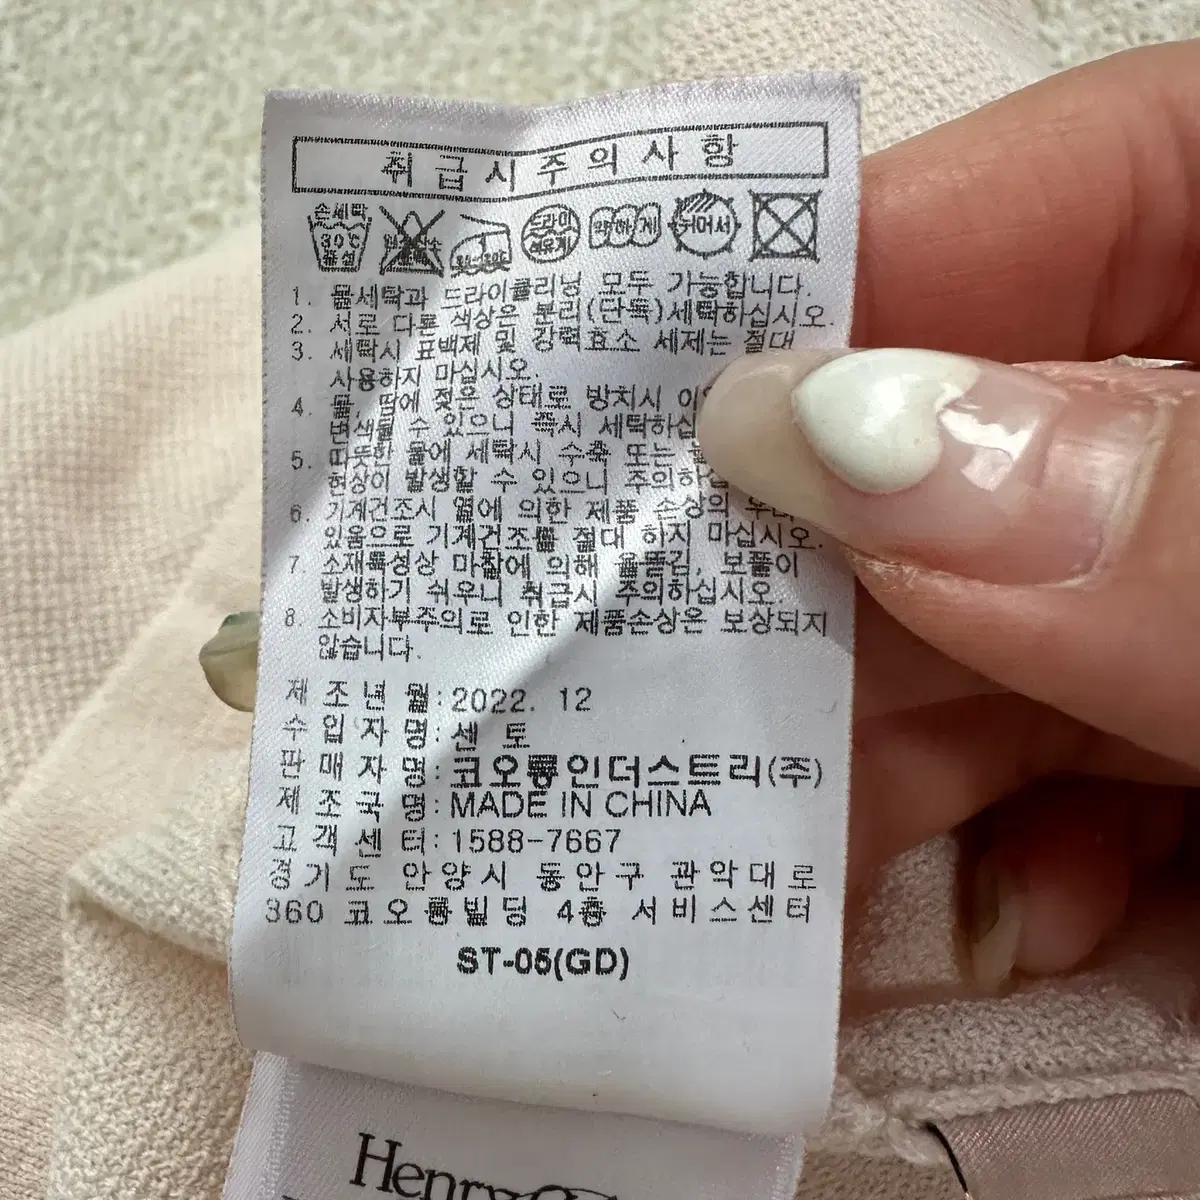 취급시주의사항
손세탁 30℃ 중성
드라이 석유계
약하게
뉘어서
1. 물세탁과 드라이클리닝 모두 가능합니다.
2. 서로 다른 색상은 분리(단독)세탁하십시오.
3. 세탁시 표백제 및 강력효소 세제는 절대
사용하지 마십시오.
4. 물, 땀에 젖은 상태로 방치시
변색될 수 있으니 즉시 세탁하십
5. 따뜻한 물에 세탁시 수축 또는
현상이 발생할 수 있으니 주의하십
6. 기계건조시 열에 의한 제품 손상의 우려
있음으로 기계건조를 절대 하지 마십시오.
7 소재특성상 마찰에 의해 올뜯김, 보풀이
발생하기 쉬우니 취급시 주의하십시오.
8 소비자부주의로 인한 제품손상은 보상되지
않습니다.
제조년월: 2022. 12
수입자명: 센토
판매자명: 코오롱인더스트리(주)
제조국명: MADE IN CHINA
고객센터: 1588-7667
경기도 안양시 동안구 관악대로
360 코오롱빌딩 4층 서비스센터
ST-05(GD)
Henry